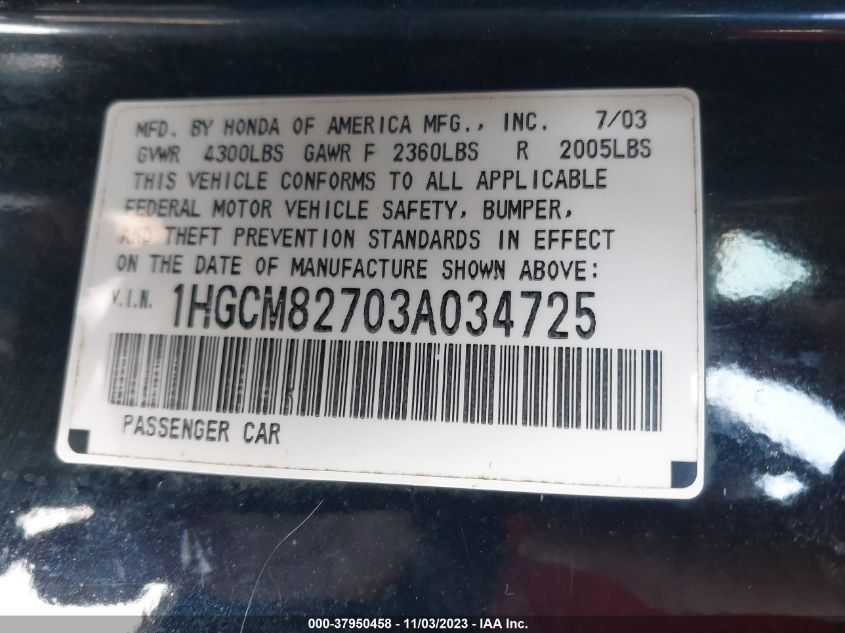 MFD. BY HONDA OF AMERICA MFG., INC. 7/03
GVWR 4300LBS GAWR F 2360LBS R 2005LBS
THIS VEHICLE CONFORMS TO ALL APPLICABLE
FEDERAL MOTOR VEHICLE SAFETY, BUMPER,
AND THEFT PREVENTION STANDARDS IN EFFECT
ON THE DATE OF MANUFACTURE SHOWN ABOVE:
V.I.N. 1HGCM82703A034725
PASSENGER CAR
000-37950458 - 11/03/2023 - IAA Inc.